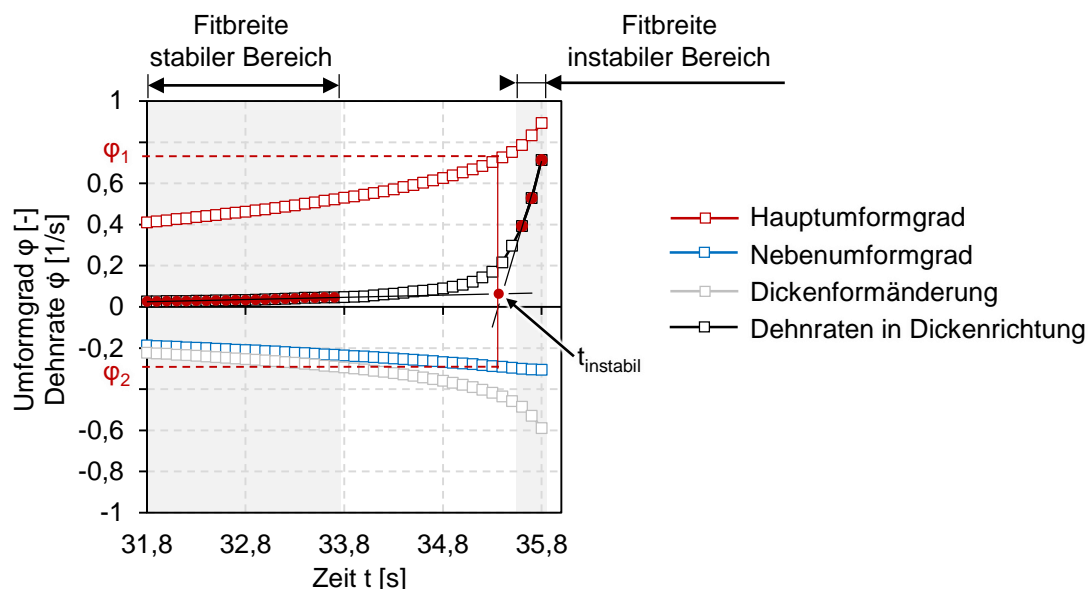 Fitbreite
stabiler Bereich
Fitbreite
instabiler Bereich
Umformgrad φ [-]
Dehnrate φ̇ [1/s]
1
φ1
0,6
0,4
0,2
0
-0,2
φ2
-0,6
-0,8
-1
31,8
32,8
33,8
34,8
35,8
Zeit t [s]
tinstabil
Hauptumformgrad
Nebenumformgrad
Dickenformänderung
Dehnraten in Dickenrichtung